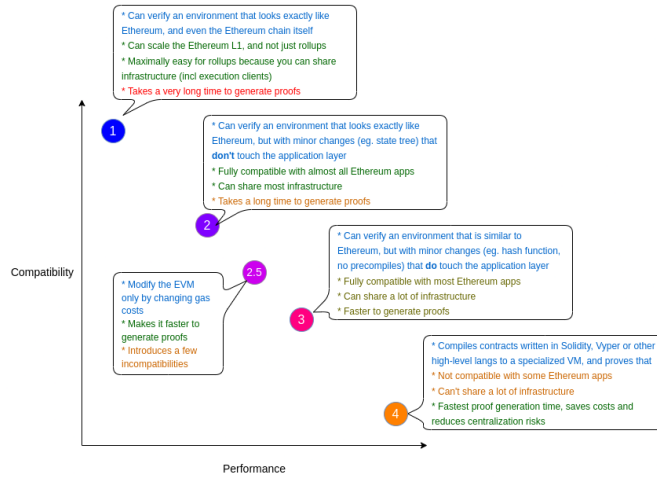 * Can verify an environment that looks exactly like
Ethereum, and even the Ethereum chain itself
* Can scale the Ethereum L1, and not just rollups
* Maximally easy for rollups because you can share
infrastructure (incl execution clients)
* Takes a very long time to generate proofs
1
* Can verify an environment that looks exactly like
Ethereum, but with minor changes (eg. state tree) that
don't touch the application layer
* Fully compatible with almost all Ethereum apps
* Can share most infrastructure
* Takes a long time to generate proofs
2
Compatibility
2.5
* Modify the EVM
only by changing gas
costs
* Makes it faster to
generate proofs
* Introduces a few
incompatibilities
* Can verify an environment that is similar to
Ethereum, but with minor changes (eg. hash function,
no precompiles) that do touch the application layer
* Fully compatible with most Ethereum apps
* Can share a lot of infrastructure
* Faster to generate proofs
3
* Compiles contracts written in Solidity, Vyper or other
high-level langs to a specialized VM, and proves that
* Not compatible with some Ethereum apps
* Can't share a lot of infrastructure
* Fastest proof generation time, saves costs and
reduces centralization risks
4
Performance